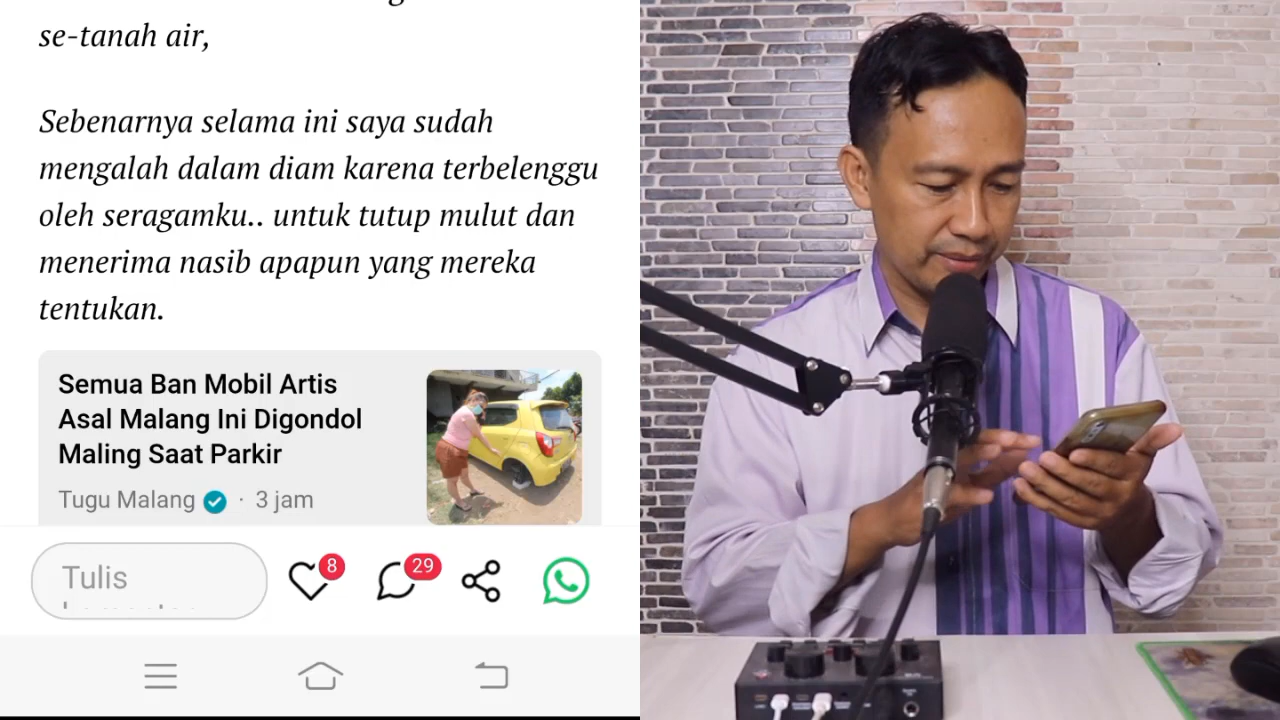 se-tanah air,
Sebenarnya selama ini saya sudah
mengalah dalam diam karena terbelenggu
oleh seragamku.. untuk tutup mulut dan
menerima nasib apapun yang mereka
tentukan.
Semua Ban Mobil Artis
Asal Malang Ini Digondol
Maling Saat Parkir
Tugu Malang · 3 jam
Tulis
8
29